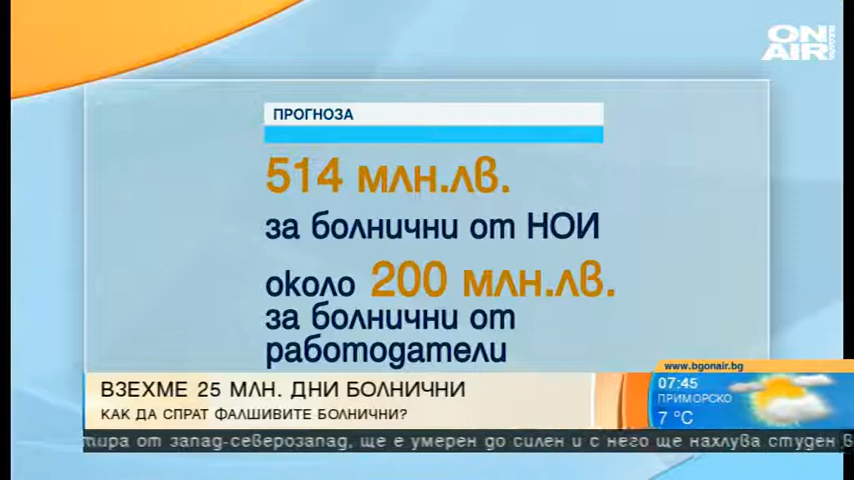 ON
AIR
BULGARIA
ПРОГНОЗА
514 млн.лв.
за болнични от НОИ
около 200 млн.лв.
за болнични от
работодатели
www.bgonair.bg
ВЗЕХМЕ 25 МЛН. ДНИ БОЛНИЧНИ
КАК ДА СПРАТ ФАЛШИВИТЕ БОЛНИЧНИ?
07:45
ПРИМОРСКО
7 °C
от запад-северозапад, ще е умерен до силен и с него ще нахлува студен